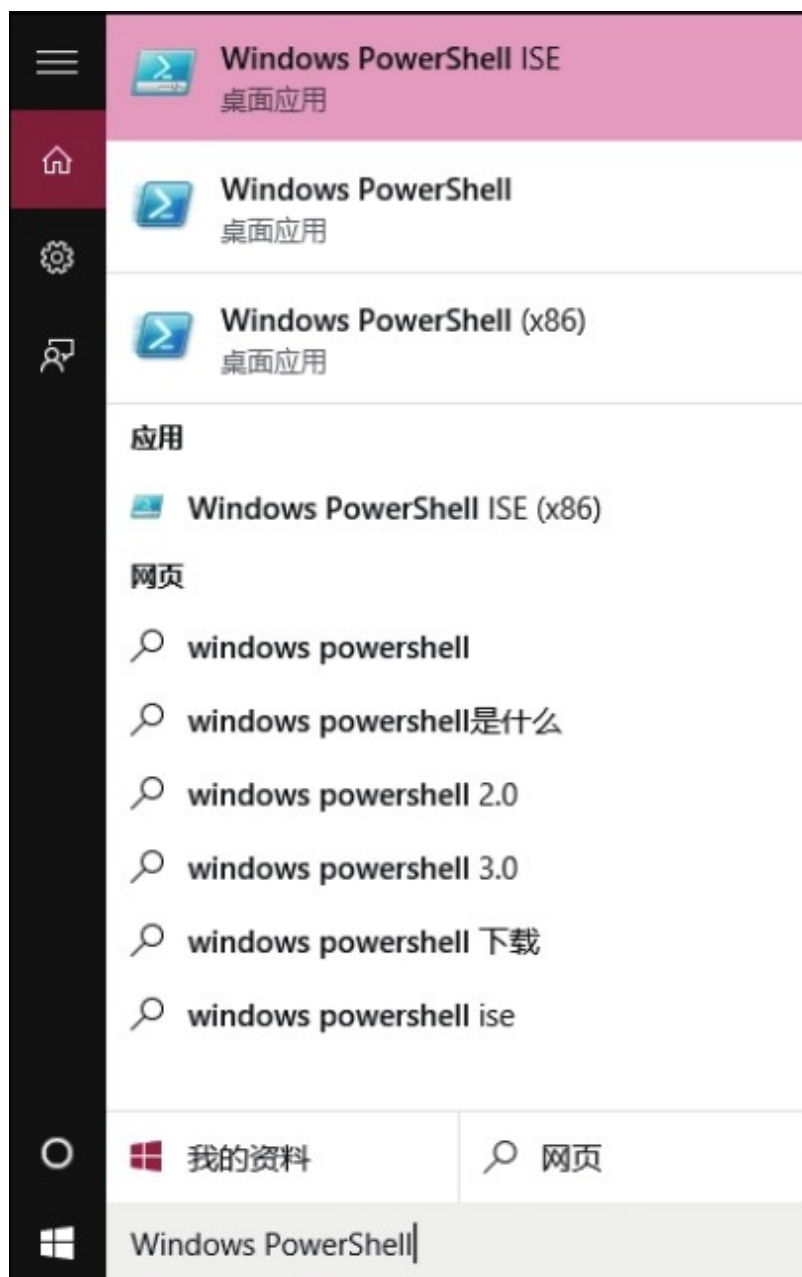 Windows PowerShell ISE
桌面应用
Windows PowerShell
桌面应用
Windows PowerShell (x86)
桌面应用
应用
Windows PowerShell ISE (x86)
网页
windows powershell
windows powershell是什么
windows powershell 2.0
windows powershell 3.0
windows powershell 下载
windows powershell ise
我的资料
网页
Windows PowerShell